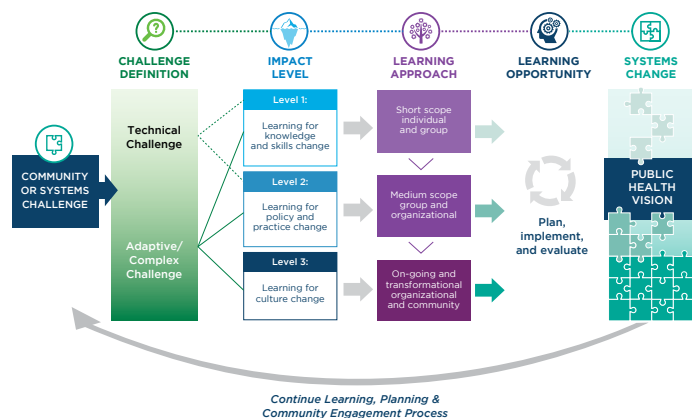 CHALLENGE
DEFINITION
IMPACT
LEVEL
LEARNING
APPROACH
LEARNING
OPPORTUNITY
SYSTEMS
CHANGE
COMMUNITY
OR SYSTEMS
CHALLENGE
Technical
Challenge
Adaptive/
Complex
Challenge
Level 1:
Learning for
knowledge
and skills change
Level 2:
Learning for
policy and
practice change
Level 3:
Learning for
culture change
Short scope
individual
and group
Medium scope
group and
organizational
On-going and
transformational
organizational
and community
Plan,
implement,
and evaluate
PUBLIC
HEALTH
VISION
Continue Learning, Planning &
Community Engagement Process